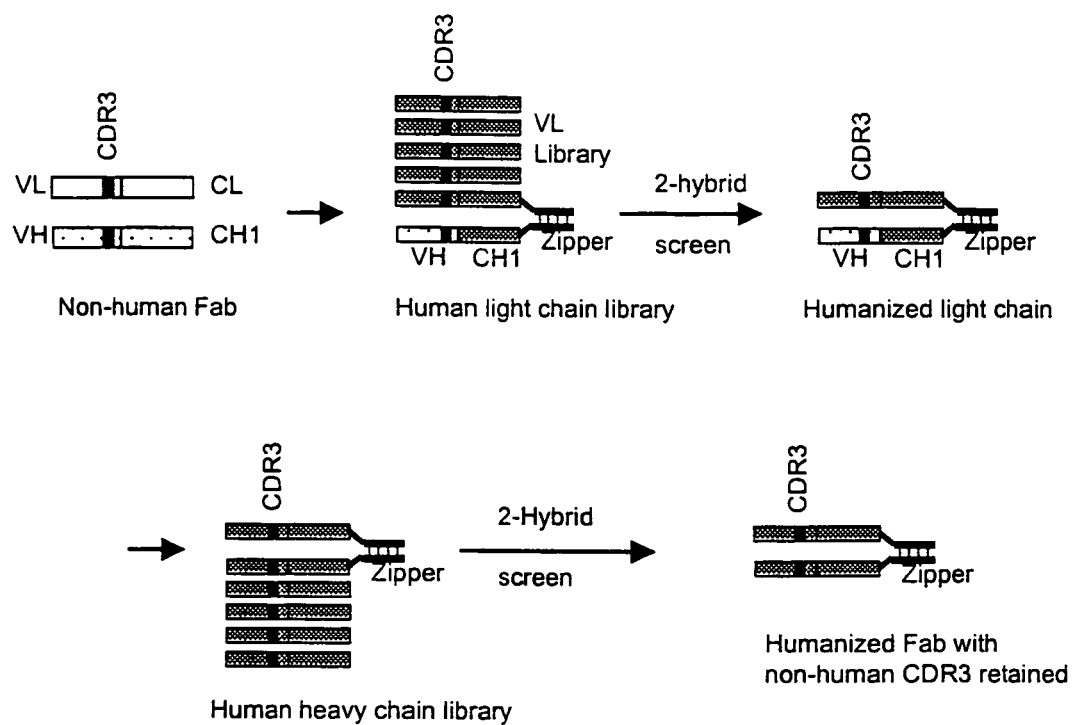 CDR3
VL
CL
VH
CH1
Non-human Fab
CDR3
VL
Library
Zipper
VH
CH1
Human light chain library
2-hybrid
screen
CDR3
Zipper
VH
CH1
Humanized light chain
CDR3
Zipper
Human heavy chain library
2-Hybrid
screen
CDR3
Zipper
Humanized Fab with
non-human CDR3 retained